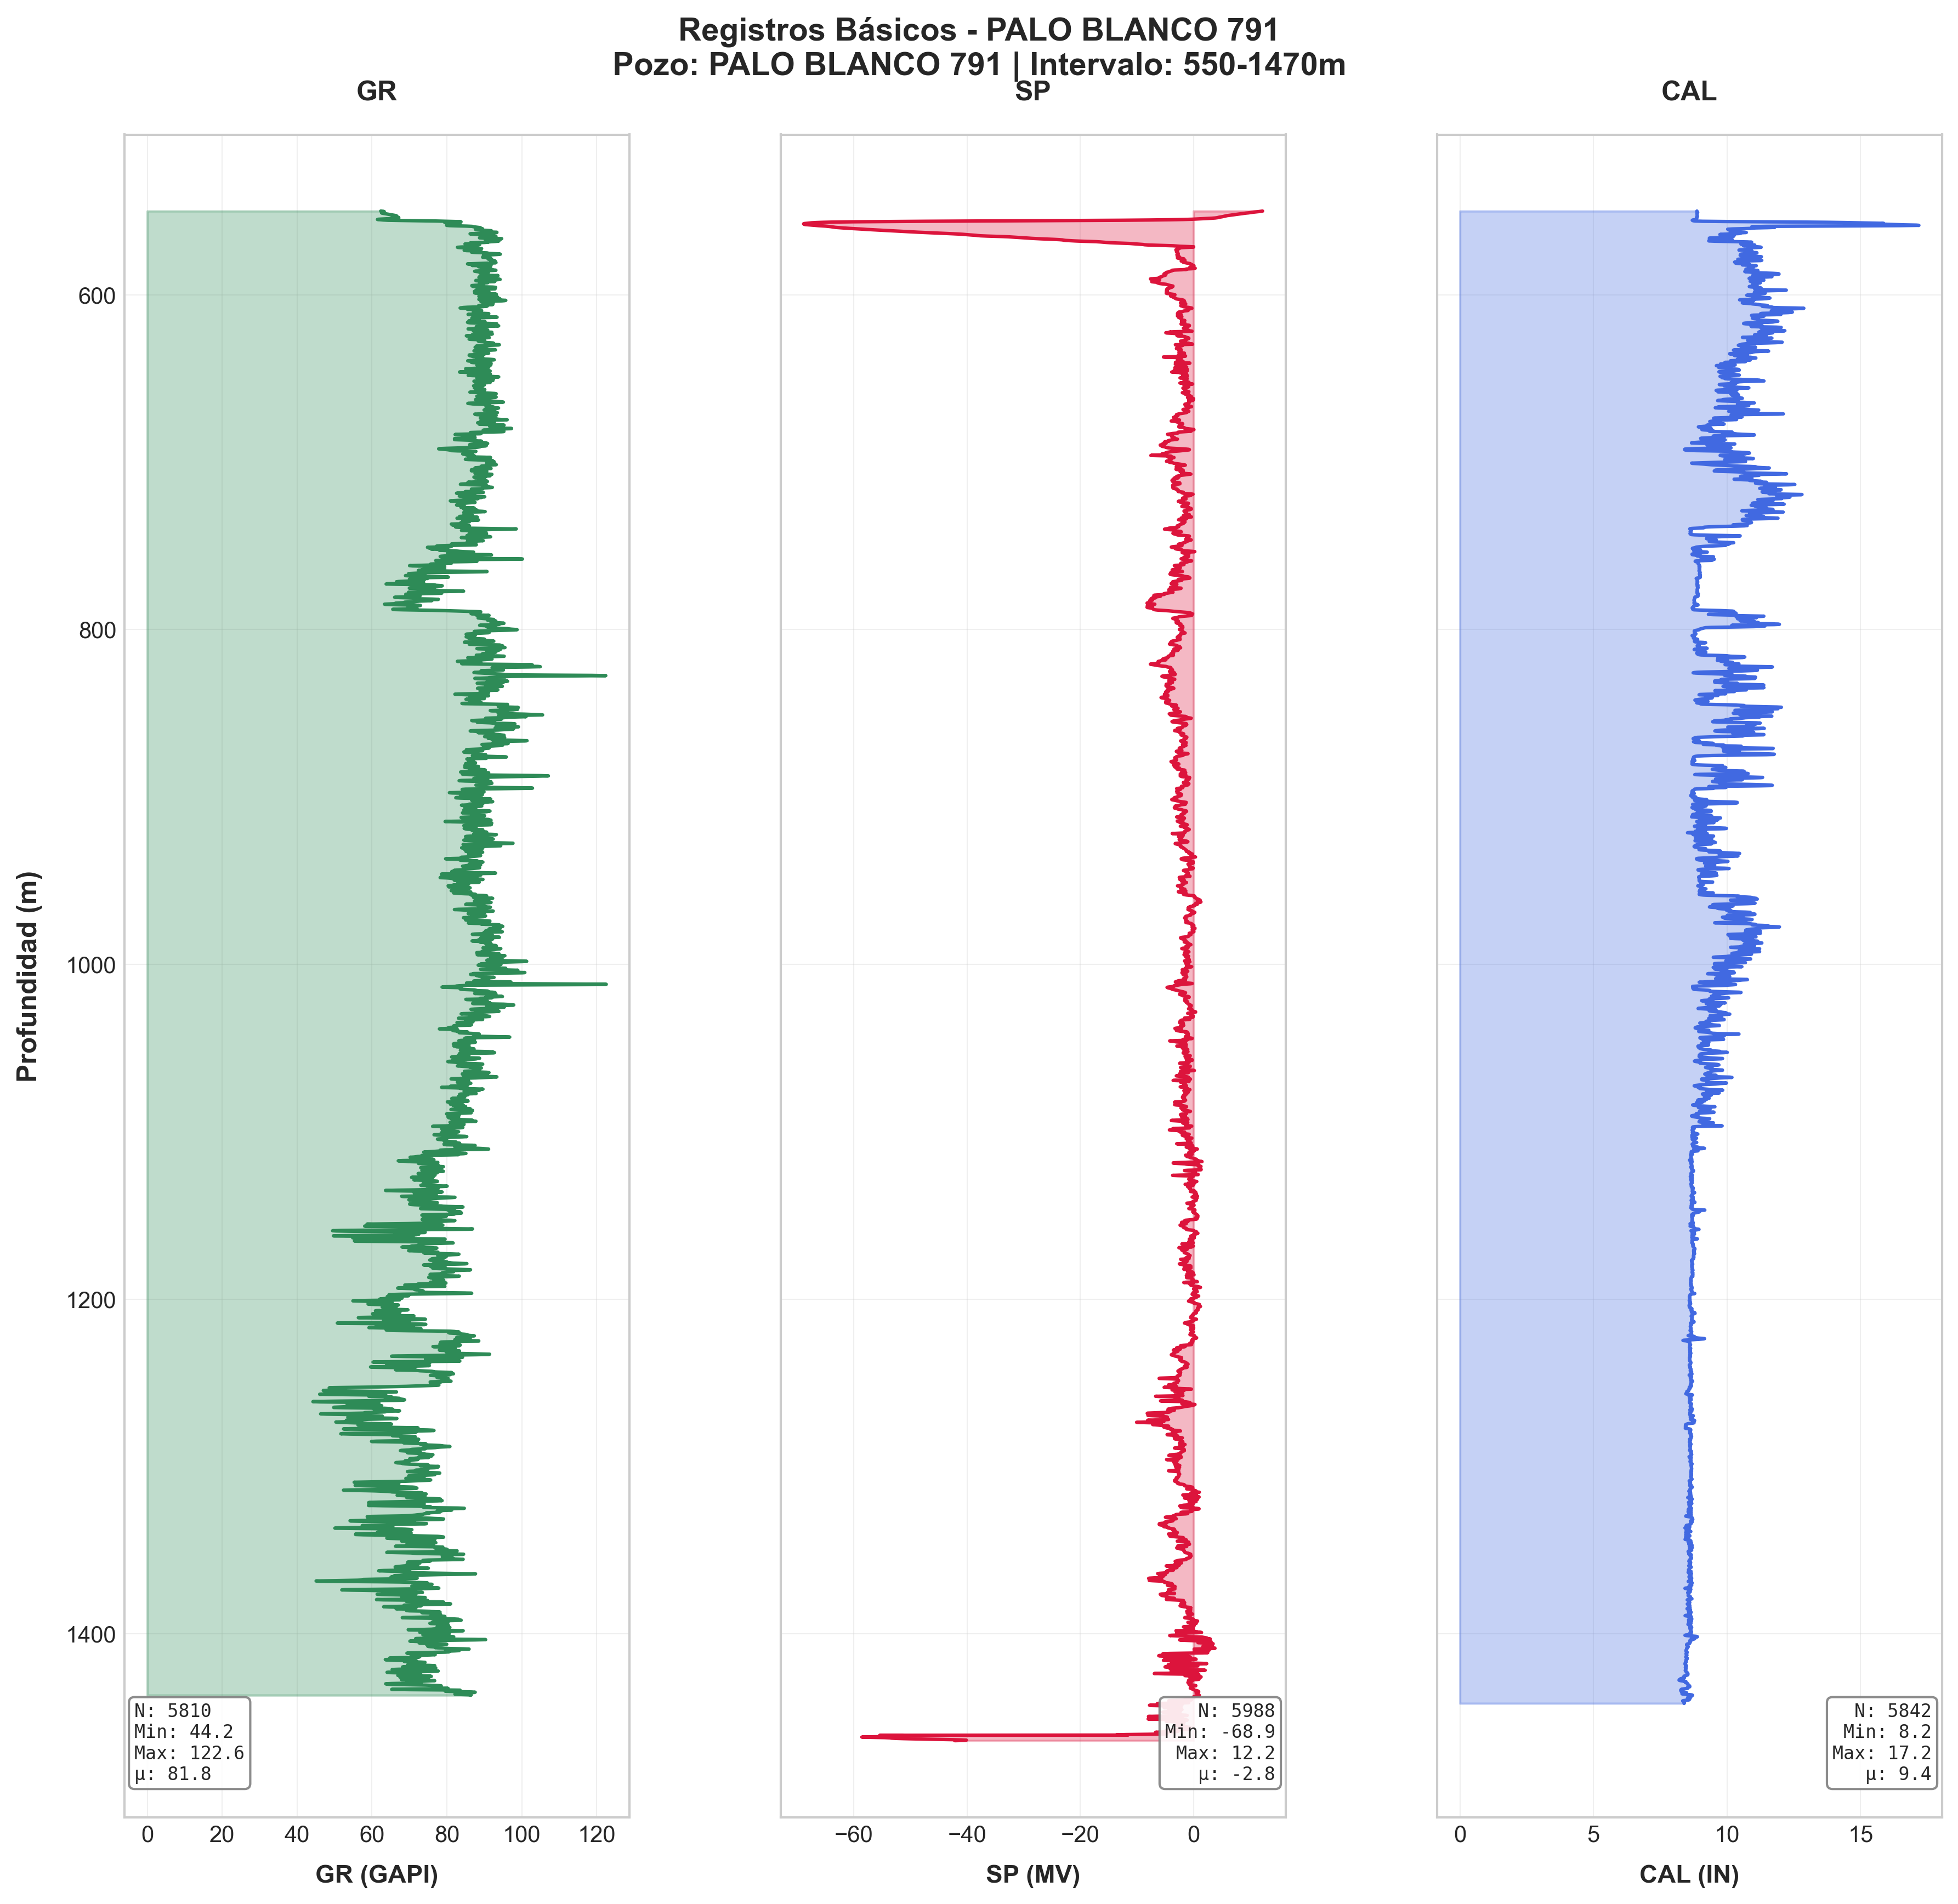 Registros Básicos - PALO BLANCO 791
Pozo: PALO BLANCO 791 | Intervalo: 550-1470m
GR
SP
CAL
Profundidad (m)
600
800
1000
1200
1400
N: 5810
Min: 44.2
Max: 122.6
μ: 81.8
N: 5988
Min: -68.9
Max: 12.2
μ: -2.8
N: 5842
Min: 8.2
Max: 17.2
μ: 9.4
0 20 40 60 80 100 120
−60 −40 −20 0
0 5 10 15
GR (GAPI)
SP (MV)
CAL (IN)